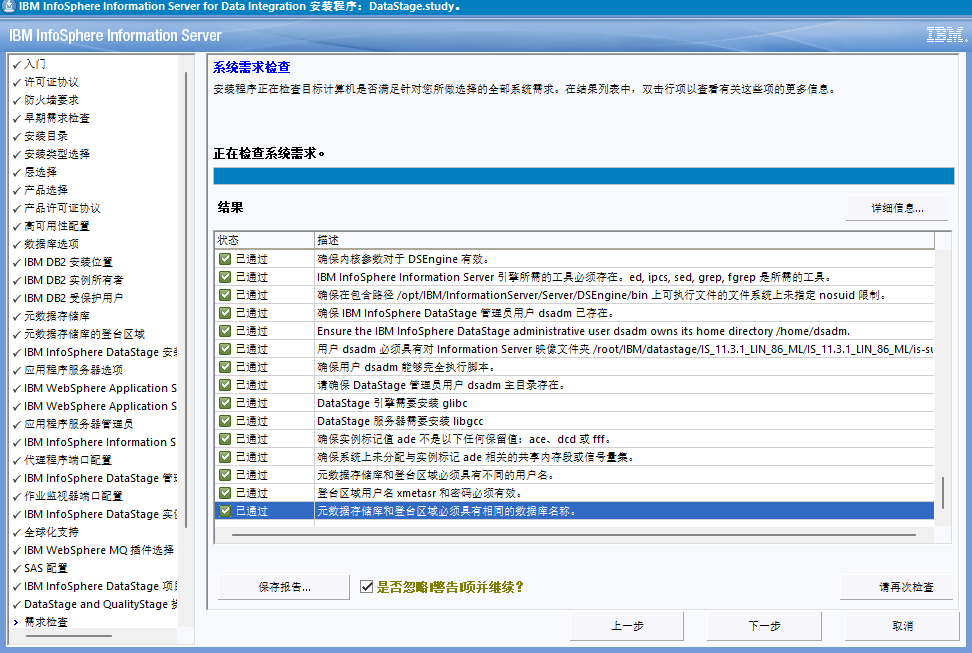 IBM InfoSphere Information Server for Data Integration 安装程序：DataStage.study。
IBM InfoSphere Information Server
IBM.
入门
许可证协议
防火墙要求
早期需求检查
安装目录
安装类型选择
层选择
产品选择
产品许可证协议
高可用性配置
数据库选项
IBM DB2 安装位置
IBM DB2 实例所有者
IBM DB2 受保护用户
元数据存储库
元数据存储库的登台区域
IBM InfoSphere DataStage 安
应用程序服务器选项
IBM WebSphere Application S
IBM WebSphere Application S
应用程序服务器管理员
IBM InfoSphere Information S
代理程序端口配置
IBM InfoSphere DataStage 管
作业监视器端口配置
IBM InfoSphere DataStage 实
全球化支持
IBM WebSphere MQ 插件选择
SAS 配置
IBM InfoSphere DataStage 项
DataStage and QualityStage
需求检查
系统需求检查
安装程序正在检查目标计算机是否满足针对您所做选择的全部系统需求。在结果列表中，双击行项以查看有关这些项的更多信息。
正在检查系统需求。
结果
详细信息...
状态 描述
已通过 确保内核参数对于 DSEngine 有效。
已通过 IBM InfoSphere Information Server 引擎所需的工具必须存在。ed, ipcs, sed, grep, fgrep 是所需的工具。
已通过 确保在包含路径 /opt/IBM/InformationServer/Server/DSEngine/bin 上可执行文件的文件系统上未指定 nosuid 限制。
已通过 确保 IBM InfoSphere DataStage 管理员用户 dsadm 已存在。
已通过 Ensure the IBM InfoSphere DataStage administrative user dsadm owns its home directory /home/dsadm.
已通过 用户 dsadm 必须具有对 Information Server 映像文件夹 /root/IBM/datastage/IS_11.3.1_LIN_86_ML/IS_11.3.1_LIN_86_ML/is-su
已通过 确保用户 dsadm 能够完全执行脚本。
已通过 请确保 DataStage 管理员用户 dsadm 主目录存在。
已通过 DataStage 引擎需要安装 glibc
已通过 DataStage 服务器需要安装 libgcc
已通过 确保实例标记值 ade 不是以下任何保留值：ace、dcd 或 fff。
已通过 确保系统上未分配与实例标记 ade 相关的共享内存段或信号量集。
已通过 元数据存储库和登台区域必须具有不同的用户名。
已通过 登台区域用户名 xmetasr 和密码必须有效。
已通过 元数据存储库和登台区域必须具有相同的数据库名称。
保存报告...
是否忽略I警告I项并继续？
请再次检查
上一步
下一步
取消